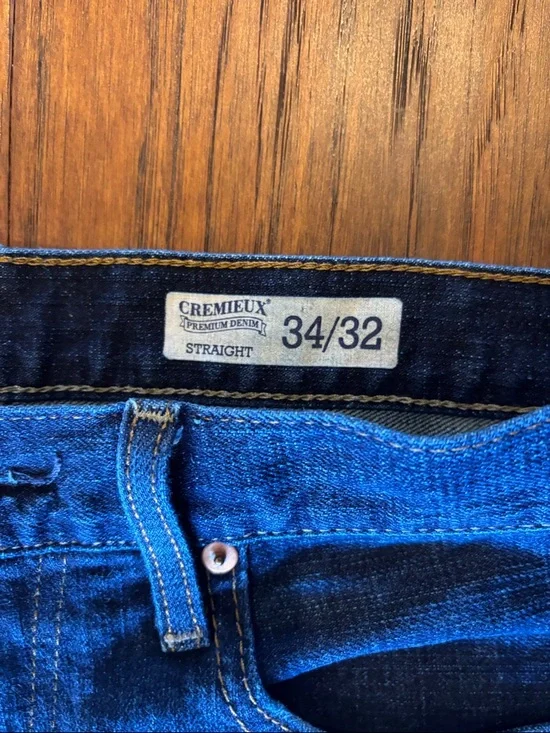 CREMIEUX®
PREMIUM DENIM
STRAIGHT
34/32